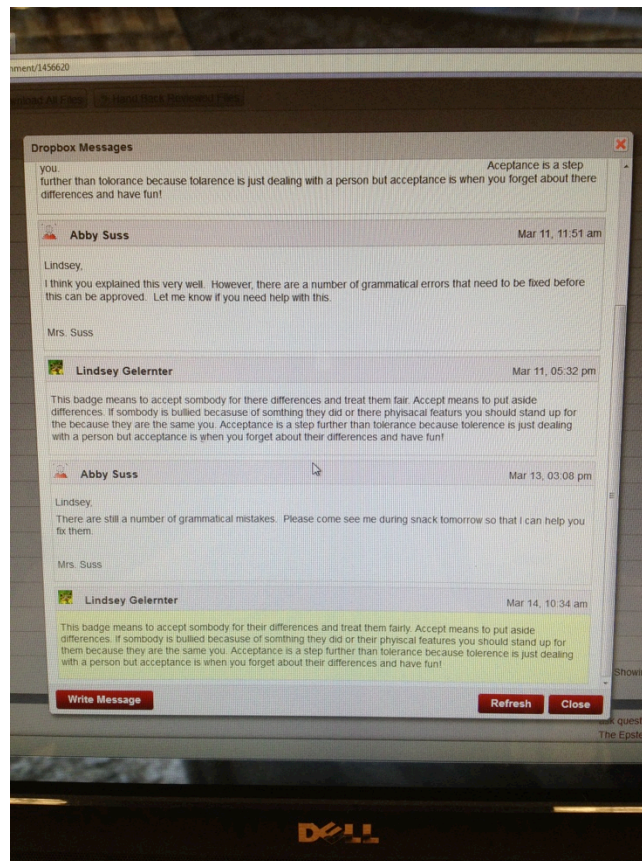 nment/1456620
Dropbox Messages
you. Aceptance is a step
further than tolorance because tolarence is just dealing with a person but acceptance is when you forget about there
differences and have fun!
Abby Suss Mar 11, 11:51 am
Lindsey,
I think you explained this very well. However, there are a number of grammatical errors that need to be fixed before
this can be approved. Let me know if you need help with this.
Mrs. Suss
Lindsey Gelernter Mar 11, 05:32 pm
This badge means to accept sombody for there differences and treat them fair. Accept means to put aside
differences. If sombody is bullied becasuse of somthing they did or there phyisacal featurs you should stand up for
the because they are the same you. Acceptance is a step further than tolerance because tolerence is just dealing
with a person but acceptance is when you forget about their differences and have fun!
Abby Suss Mar 13, 03:08 pm
Lindsey,
There are still a number of grammatical mistakes. Please come see me during snack tomorrow so that I can help you
fix them.
Mrs. Suss
Lindsey Gelernter Mar 14, 10:34 am
This badge means to accept sombody for their differences and treat them fairly. Accept means to put aside
differences. If sombody is bullied becasuse of somthing they did or their phyiscal features you should stand up for
them because they are the same you. Acceptance is a step further than tolerance because tolerence is just dealing
with a person but acceptance is when you forget about their differences and have fun!
Write Message Refresh Close
Showi
ask quest
The Epste
DELL